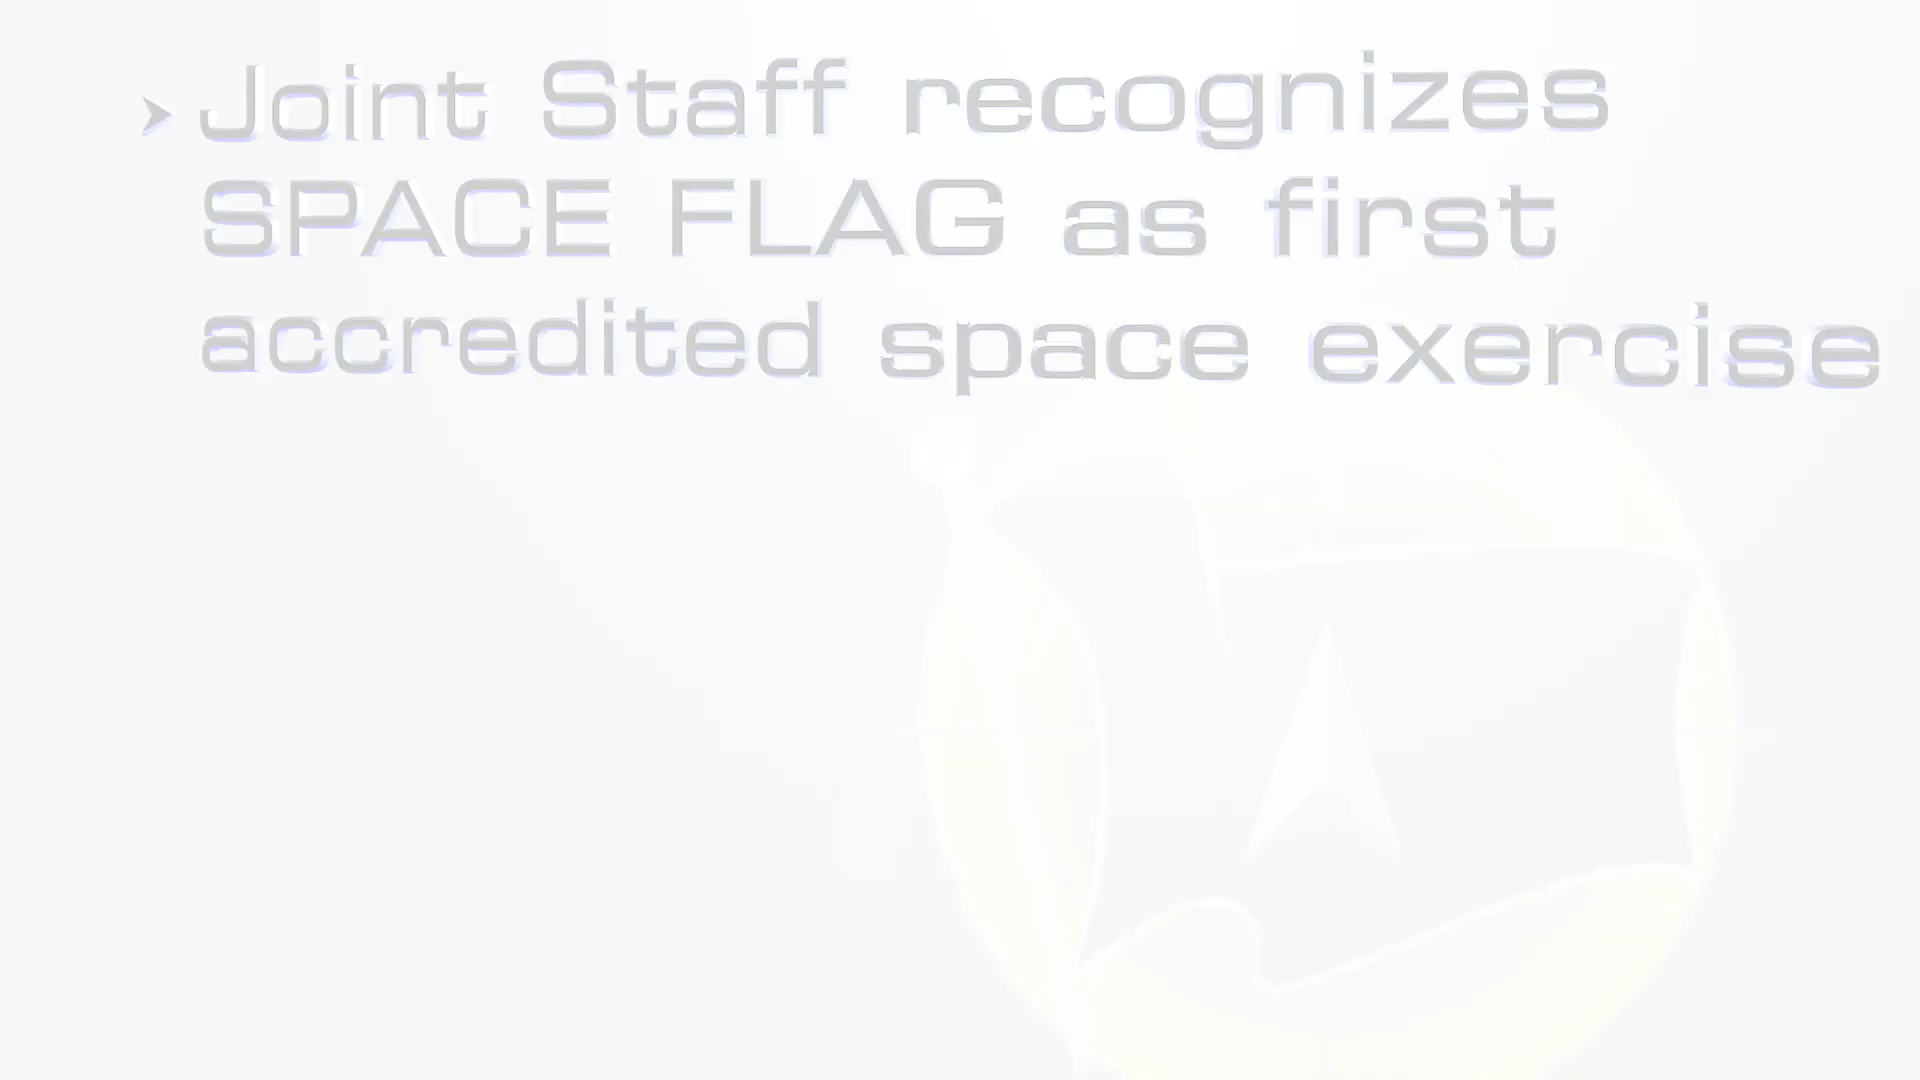 ➤ Joint Staff recognizes
SPACE FLAG as first
accredited space exercise